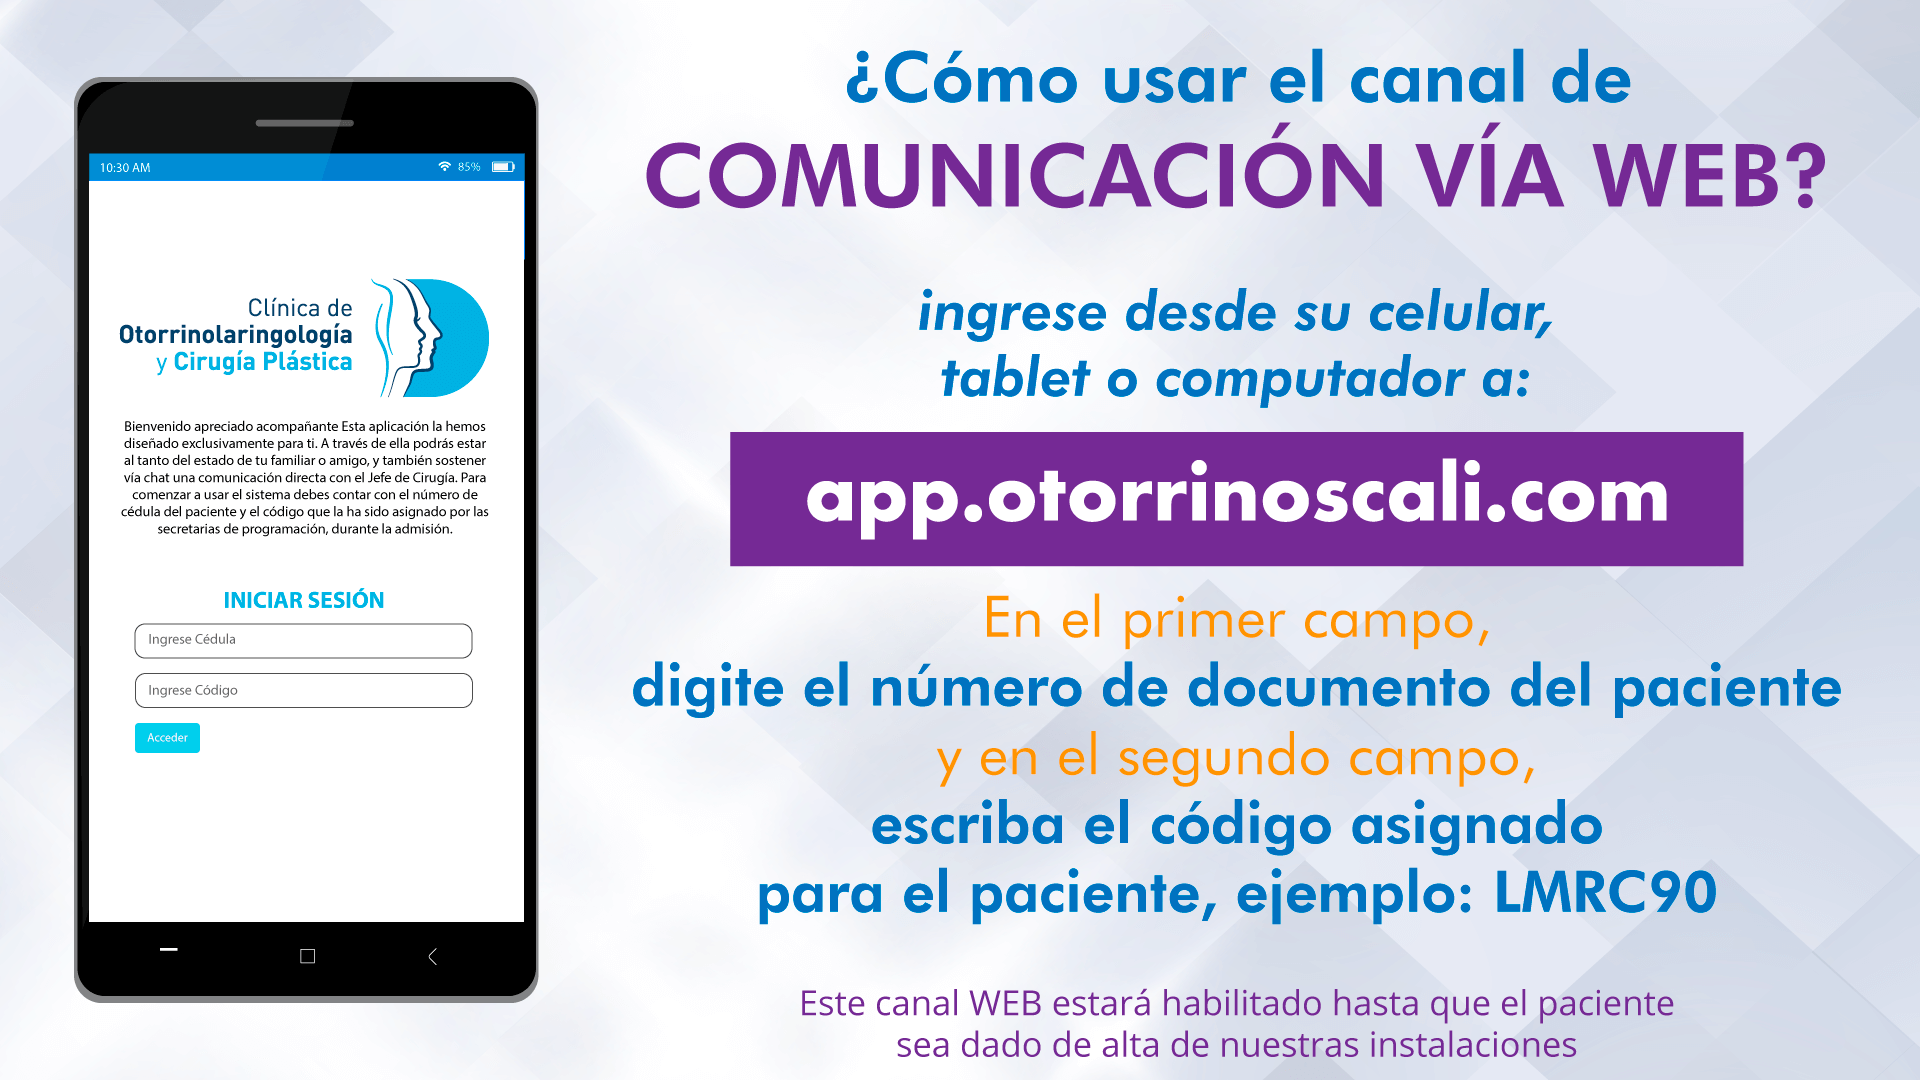 10:30 AM
85%
Clínica de
Otorrinolaringología
y Cirugía Plástica
Bienvenido apreciado acompañante Esta aplicación la hemos
diseñado exclusivamente para ti. A través de ella podrás estar
al tanto del estado de tu familiar o amigo, y también sostener
vía chat una comunicación directa con el Jefe de Cirugía. Para
comenzar a usar el sistema debes contar con el número de
cédula del paciente y el código que la ha sido asignado por las
secretarias de programación, durante la admisión.
INICIAR SESIÓN
Ingrese Cédula
Ingrese Código
Acceder
¿Cómo usar el canal de
COMUNICACIÓN VÍA WEB?
ingrese desde su celular,
tablet o computador a:
app.otorrinoscali.com
En el primer campo,
digite el número de documento del paciente
y en el segundo campo,
escriba el código asignado
para el paciente, ejemplo: LMRC90
Este canal WEB estará habilitado hasta que el paciente
sea dado de alta de nuestras instalaciones